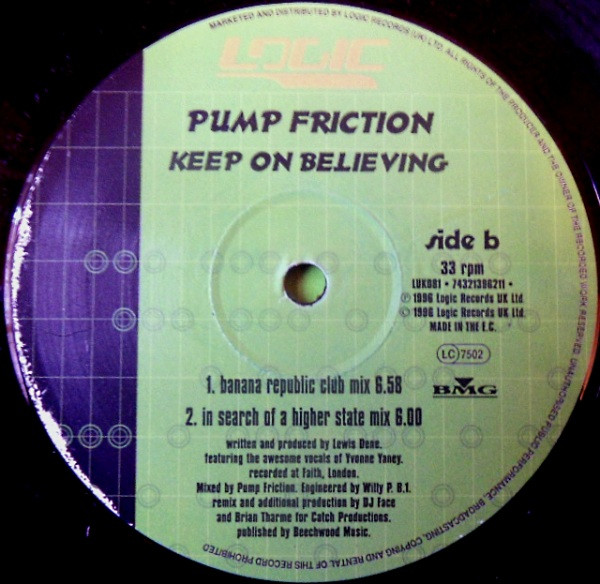 MARKETED AND DISTRIBUTED BY LOGIC RECORDS (UK) LTD. ALL RIGHTS OF THE PRODUCER AND THE OWNER OF THE RECORDED WORK RESERVED. UNAUTHORISED PUBLIC PERFORMANCE, BROADCASTING, COPYING AND RENTAL OF THIS RECORD PROHIBITED
LOGIC
PUMP FRICTION
KEEP ON BELIEVING
side b
33 rpm
LUK081 • 74321396211 •
℗ 1996 Logic Records UK Ltd.
© 1996 Logic Records UK Ltd.
MADE IN THE E.C.
LC 7502
BMG
1. banana republic club mix 6.58
2. in search of a higher state mix 6.00
written and produced by Lewis Dene.
featuring the awesome vocals of Yvonne Yaney.
recorded at Faith, London.
Mixed by Pump Friction. Engineered by Willy P. B.1.
remix and additional production by DJ Face
and Brian Tharme for Catch Productions.
published by Beechwood Music.